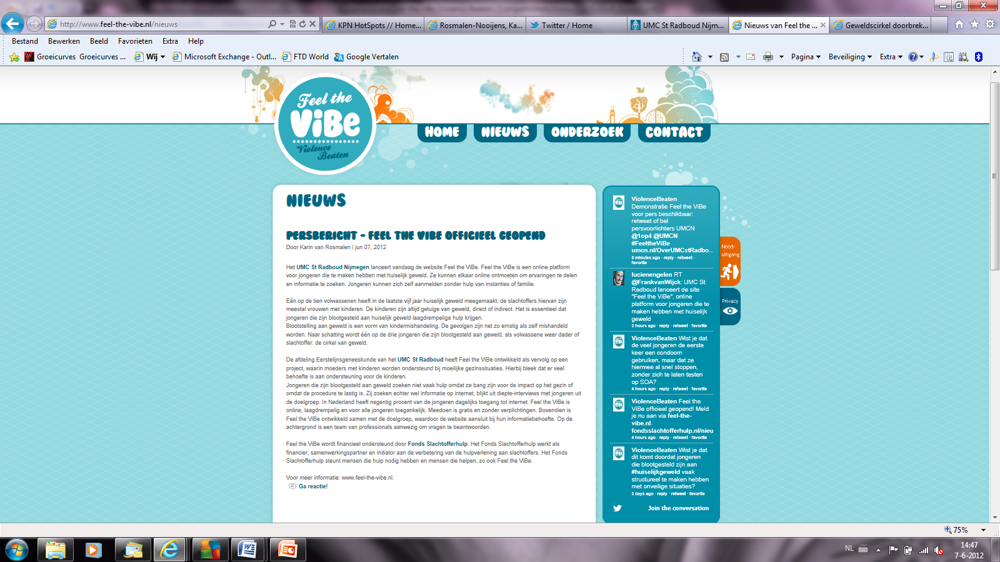 http://www.feel-the-vibe.nl/nieuws
KPN HotSpots // Home...
Rosmalen-Nooijens, Ka...
Twitter / Home
UMC St Radboud Nijm...
Nieuws van Feel the ...
Geweldscirkel doorbrek...
Bestand Bewerken Beeld Favorieten Extra Help
Groeicurves Groeicurves ... Wij Microsoft Exchange - Outl... FTD World Google Vertalen
Pagina Beveiliging Extra
Feel the
ViBe
Violence
Beaten
HOME NIEUWS ONDERZOEK CONTACT
NIEUWS
PERSBERICHT - FEEL THE VIBE OFFICIEEL GEOPEND
Door Karin van Rosmalen | jun 07, 2012
Het UMC St Radboud Nijmegen lanceert vandaag de website Feel the ViBe. Feel the ViBe is een online platform
voor jongeren die te maken hebben met huiselijk geweld. Ze kunnen elkaar online ontmoeten om ervaringen te delen
en informatie te zoeken. Jongeren kunnen zich zelf aanmelden zonder hulp van instanties of familie.
Eén op de tien volwassenen heeft in de laatste vijf jaar huiselijk geweld meegemaakt; de slachtoffers hiervan zijn
meestal vrouwen met kinderen. De kinderen zijn altijd getuige van geweld, direct of indirect. Het is essentieel dat
jongeren die zijn blootgesteld aan huiselijk geweld laagdrempelige hulp krijgen.
Blootstelling aan geweld is een vorm van kindermishandeling. De gevolgen zijn net zo ernstig als zelf mishandeld
worden. Naar schatting wordt één op de drie jongeren die zijn blootgesteld aan geweld, als volwassene weer dader of
slachtoffer: de cirkel van geweld.
De afdeling Eerstelijnsgeneeskunde van het UMC St Radboud heeft Feel the ViBe ontwikkeld als vervolg op een
project, waarin moeders met kinderen worden ondersteund bij moeilijke gezinssituaties. Hierbij bleek dat er veel
behoefte is aan ondersteuning voor de kinderen.
Jongeren die zijn blootgesteld aan geweld zoeken niet vaak hulp omdat ze bang zijn voor de impact op het gezin of
omdat de procedure te lastig is. Zij zoeken echter wel informatie op internet, blijkt uit diepte-interviews met jongeren uit
de doelgroep. In Nederland heeft negentig procent van de jongeren dagelijks toegang tot internet. Feel the ViBe is
online, laagdrempelig en voor alle jongeren toegankelijk. Meedoen is gratis en zonder verplichtingen. Bovendien is
Feel the ViBe ontwikkeld samen met de doelgroep, waardoor de website aansluit bij hun informatiebehoefte. Op de
achtergrond is een team van professionals aanwezig om vragen te beantwoorden.
Feel the ViBe wordt financieel ondersteund door Fonds Slachtofferhulp. Het Fonds Slachtofferhulp werkt als
financier, samenwerkingspartner en initiator aan de verbetering van de hulpverlening aan slachtoffers. Het Fonds
Slachtofferhulp steunt mensen die hulp nodig hebben en mensen die helpen, zo ook Feel the ViBe.
Voor meer informatie: www.feel-the-vibe.nl.
Ga reactie!
ViolenceBeaten
Demonstratie Feel the ViBe
voor pers beschikbaar:
retweet of bel
persvoorlichters UMCN
@1op4 @UMCN
#FeeltheViBe
umcn.nl/OverUMCstRadbo..
8 minutes ago · reply · retweet ·
favorite
lucienengelen RT
@FrankvanWijck: UMC St
Radboud lanceert de site
"Feel the ViBe", online
platform voor jongeren die te
maken hebben met huiselijk
geweld
2 hours ago · reply · retweet · favorite
ViolenceBeaten Wist je dat
de veel jongeren de eerste
keer een condoom
gebruiken, maar dat ze
hiermee al snel stoppen,
zonder zich te laten testen
op SOA?
4 hours ago · reply · retweet · favorite
ViolenceBeaten Feel the
ViBe officieel geopend! Meld
je nu aan via feel-the-
vibe.nl.
fondsslachtofferhulp.nl/nieu
4 hours ago · reply · retweet · favorite
ViolenceBeaten Wist je dat
dit komt doordat jongeren
die blootgesteld zijn aan
#huiselijkgeweld vaak
structureel te maken hebben
met onveilige situaties?
3 days ago · reply · retweet · favorite
Join the conversation
Nood-
uitgang
Privacy
75%
NL
14:47
7-6-2012